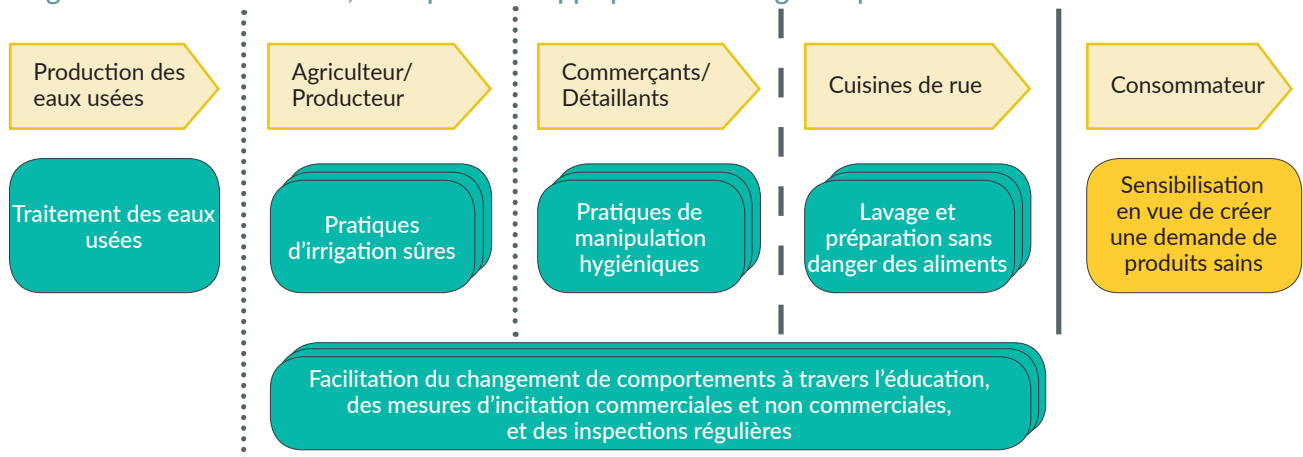 Production des
eaux usées
Agriculteur/
Producteur
Commerçants/
Détaillants
Cuisines de rue
Consommateur
Traitement des eaux
usées
Pratiques
d’irrigation sûres
Pratiques de
manipulation
hygiéniques
Lavage et
préparation sans
danger des aliments
Sensibilisation
en vue de créer
une demande de
produits sains
Facilitation du changement de comportements à travers l’éducation,
des mesures d’incitation commerciales et non commerciales,
et des inspections régulières